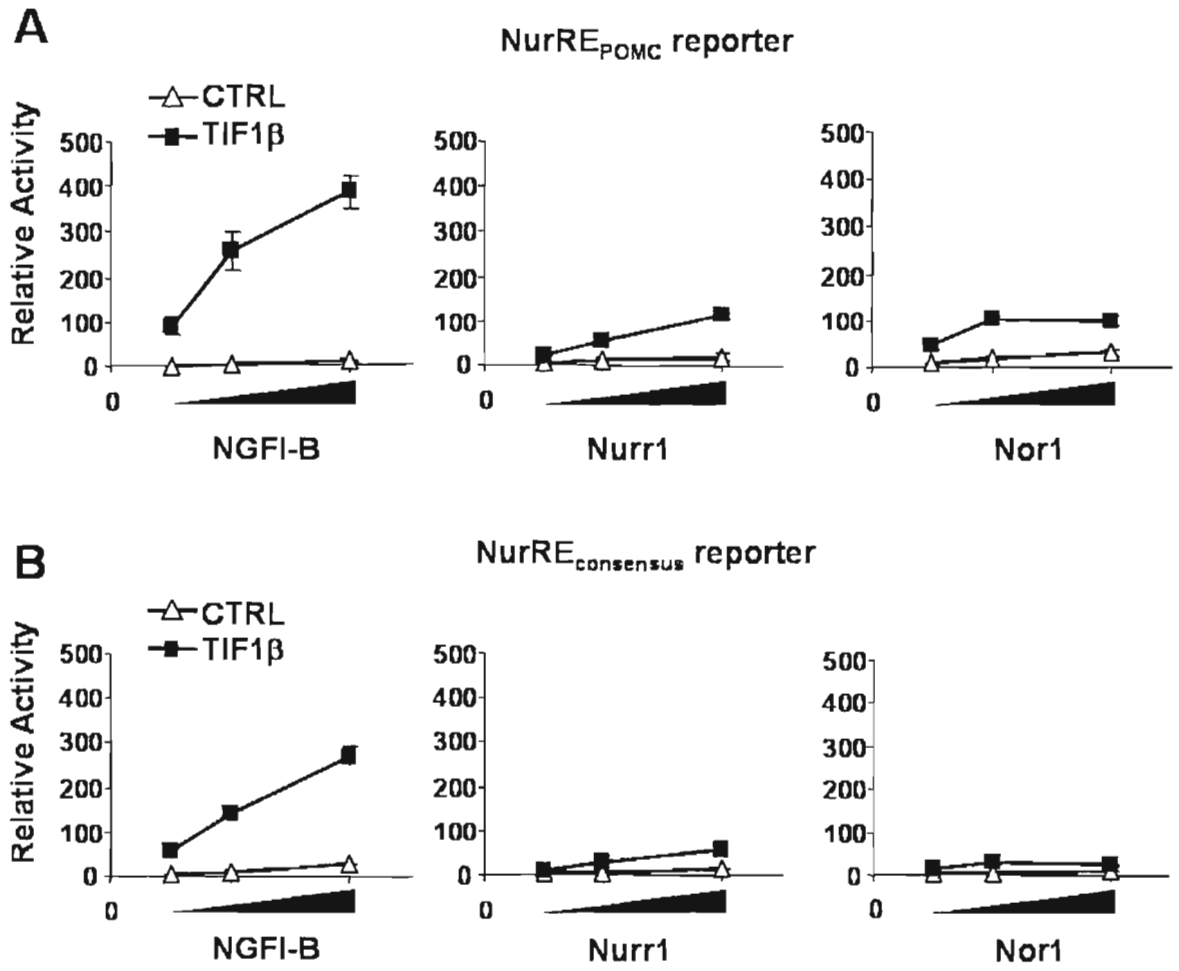 A
NurRE_POMC reporter
CTRL
TIF1β
Relative Activity
500
400
300
200
100
0
0
NGFI-B
500
400
300
200
100
0
0
Nurr1
500
400
300
200
100
0
0
Nor1
B
NurRE_consensus reporter
CTRL
TIF1β
Relative Activity
500
400
300
200
100
0
0
NGFI-B
500
400
300
200
100
0
0
Nurr1
500
400
300
200
100
0
0
Nor1